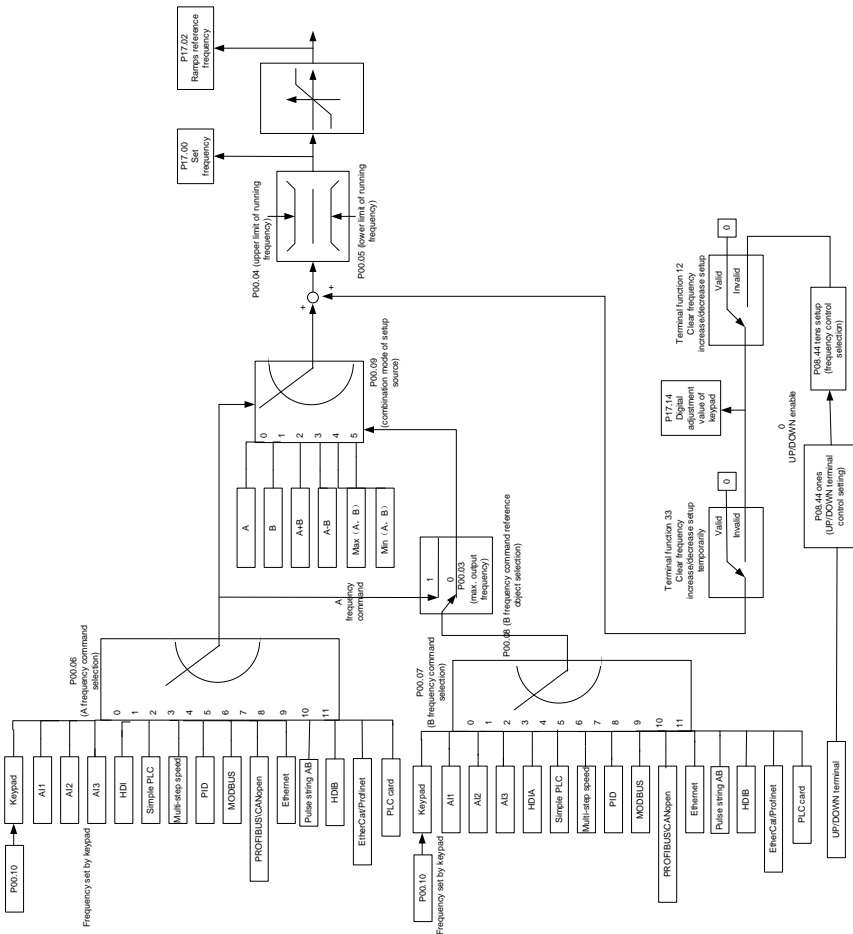 P17.02
Ramps reference
frequency
P17.00
Set
frequency
P00.04 (upper limit of running
frequency)
P00.05 (lower limit of running
frequency)
+
+
P00.09
(combination mode of setup
source)
0
1
2
3
4
5
A
B
A+B
A-B
Max（A，B）
Min（A，B）
A
frequency
command
1
0
P00.03
(max. output
frequency)
P00.08 (B frequency command reference
object selection)
P00.06
(A frequency command
selection)
0
1
2
3
4
5
6
7
8
9
10
11
Keypad
AI1
AI2
AI3
HDI
Simple PLC
Multi-step speed
PID
MODBUS
PROFIBUS\CANopen
Ethernet
Pulse string AB
HDIB
EtherCat/Profinet
PLC card
P00.10
Frequency set by keypad
P00.07
(B frequency command
selection)
0
1
2
3
4
5
6
7
8
9
10
11
Keypad
AI1
AI2
AI3
HDIA
Simple PLC
Multi-step speed
PID
MODBUS
PROFIBUS\CANopen
Ethernet
Pulse string AB
HDIB
EtherCat/Profinet
PLC card
P00.10
Frequency set by keypad
Terminal function 12
Clear frequency
increase/decrease setup
Valid
Invalid
0
P17.14
Digital
adjustment
value of
keypad
Terminal function 33
Clear frequency
increase/decrease setup
temporarily
Valid
Invalid
0
P08.44 tens setup
(frequency control
selection)
0
UP/DOWN enable
P08.44 ones
(UP/DOWN terminal
control setting)
UP/DOWN terminal